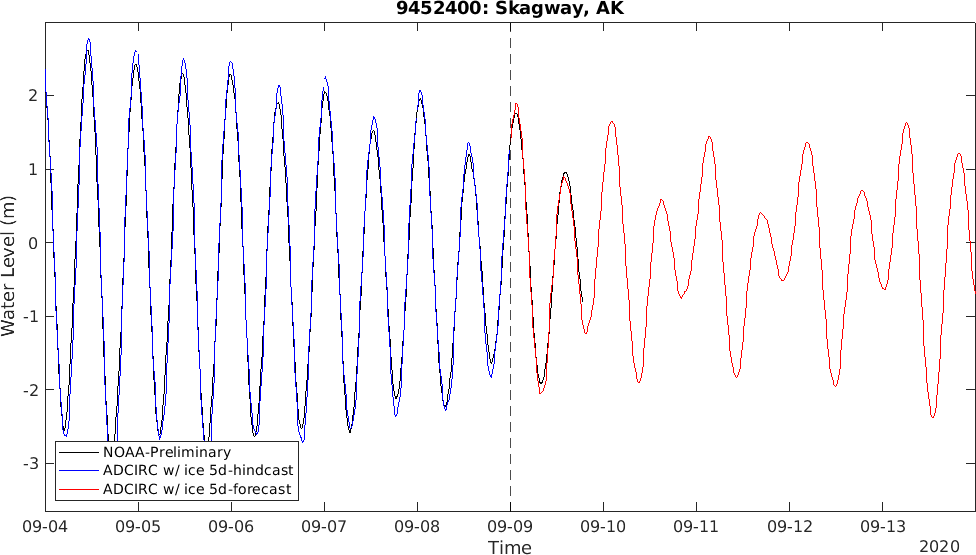 9452400: Skagway, AK
Water Level (m)
2
1
0
-1
-2
-3
NOAA-Preliminary
ADCIRC w/ ice 5d-hindcast
ADCIRC w/ ice 5d-forecast
09-04 09-05 09-06 09-07 09-08 09-09 09-10 09-11 09-12 09-13
Time
2020